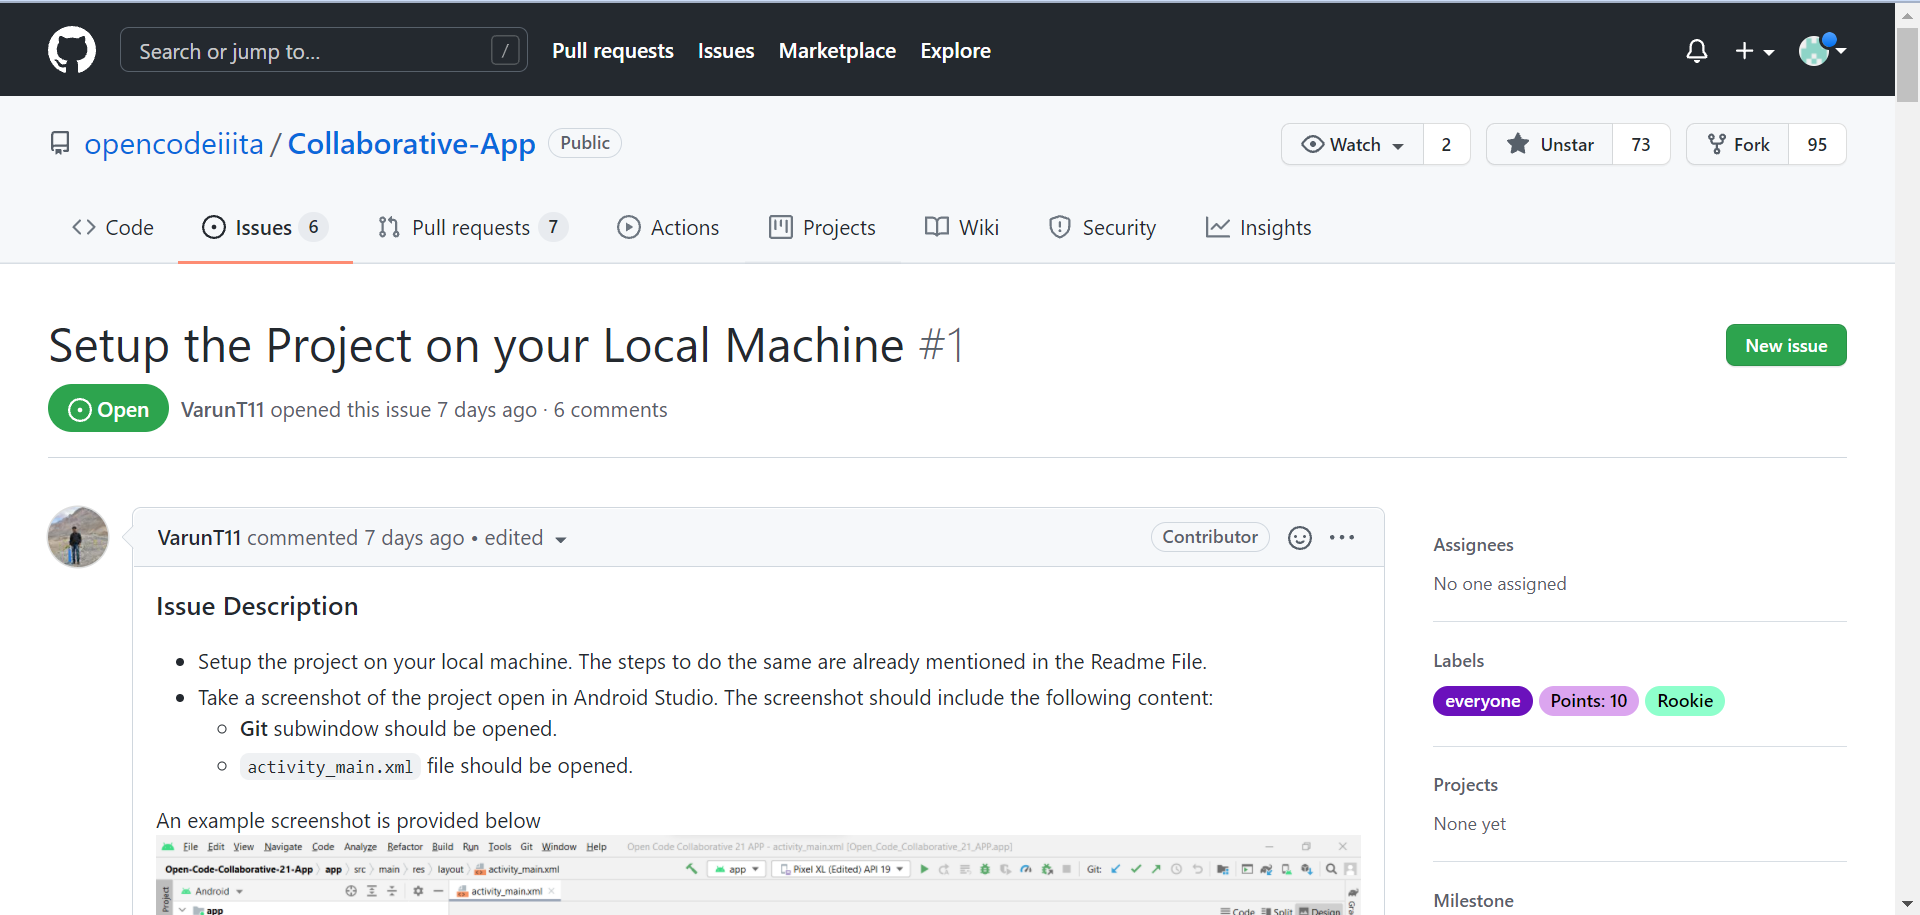 Search or jump to... /
Pull requests Issues Marketplace Explore
opencodeiiita / Collaborative-App Public
Watch 2 Unstar 73 Fork 95
Code Issues 6 Pull requests 7 Actions Projects Wiki Security Insights
Setup the Project on your Local Machine #1
New issue
Open VarunT11 opened this issue 7 days ago · 6 comments
VarunT11 commented 7 days ago • edited
Contributor
Issue Description
Setup the project on your local machine. The steps to do the same are already mentioned in the Readme File.
Take a screenshot of the project open in Android Studio. The screenshot should include the following content:
Git subwindow should be opened.
activity_main.xml file should be opened.
An example screenshot is provided below
File Edit View Navigate Code Analyze Refactor Build Run Tools Git Window Help Open Code Collaborative 21 APP - activity_main.xml [Open_Code_Collaborative_21_APP.app]
Open-Code-Collaborative-21-App app src main res layout activity_main.xml app Pixel XL (Edited) API 19 Git:
Project Android activity_main.xml
app Code Split Design
Assignees
No one assigned
Labels
everyone Points: 10 Rookie
Projects
None yet
Milestone